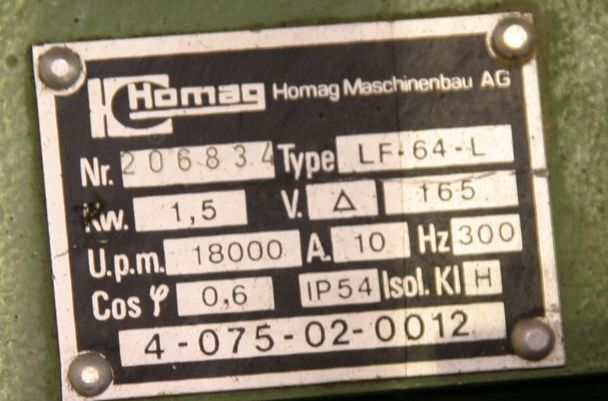 Homag Homag Maschinenbau AG
Nr. 206834 Type LF-64-L
Kw. 1,5 V. Δ 165
U.p.m. 18000 A. 10 Hz 300
Cos φ 0,6 IP54 Isol. Kl H
4-075-02-0012